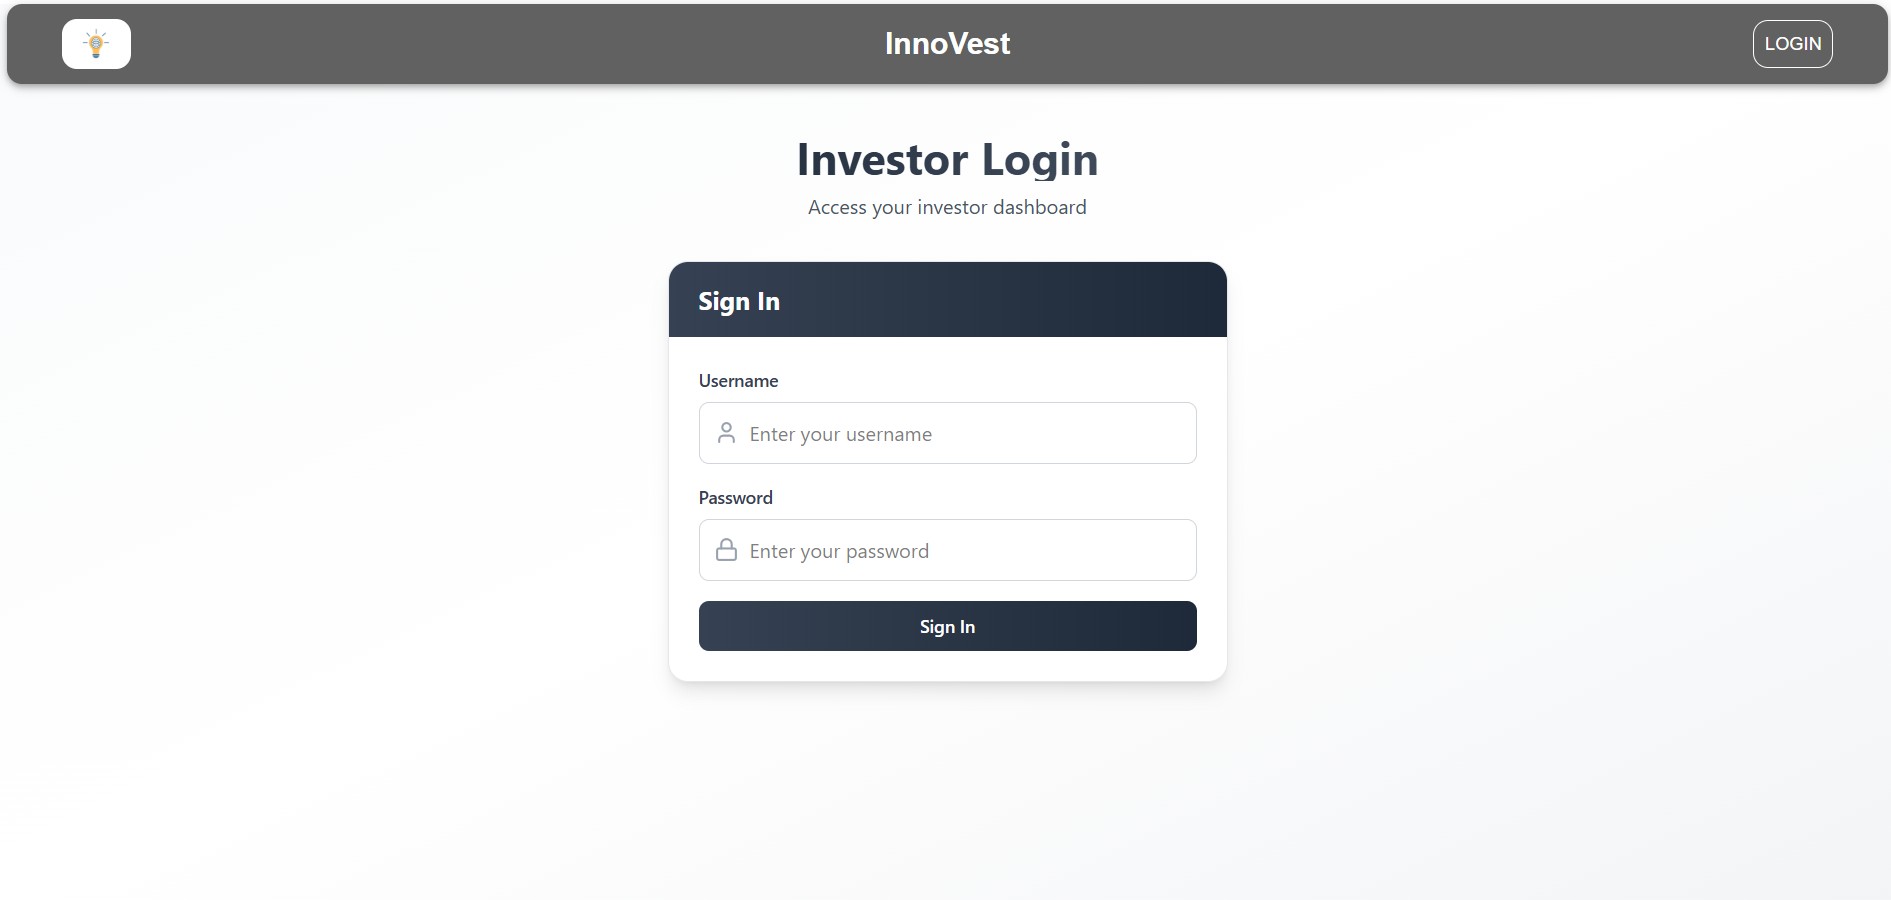 InnoVest
LOGIN
Investor Login
Access your investor dashboard
Sign In
Username
Enter your username
Password
Enter your password
Sign In